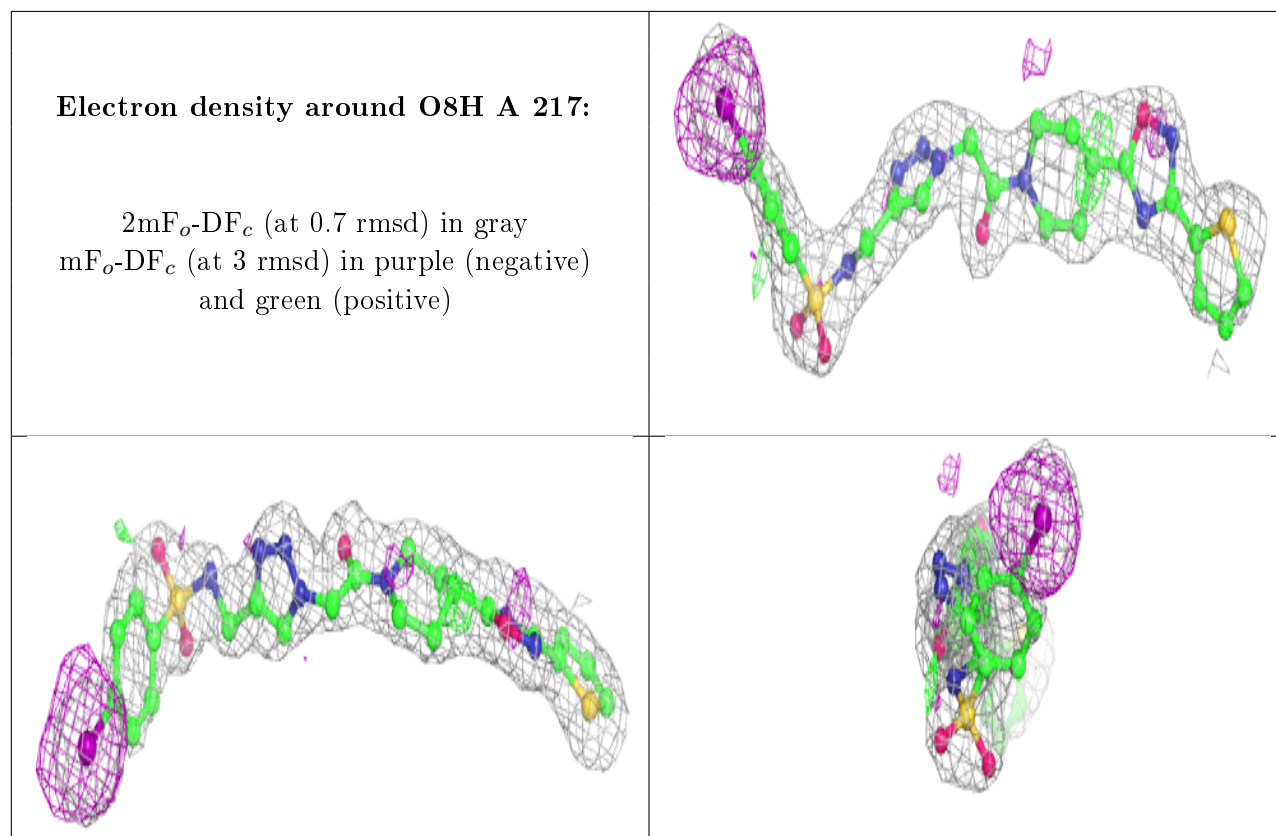 Electron density around O8H A 217:
2mFo-DFc (at 0.7 rmsd) in gray
mFo-DFc (at 3 rmsd) in purple (negative)
and green (positive)